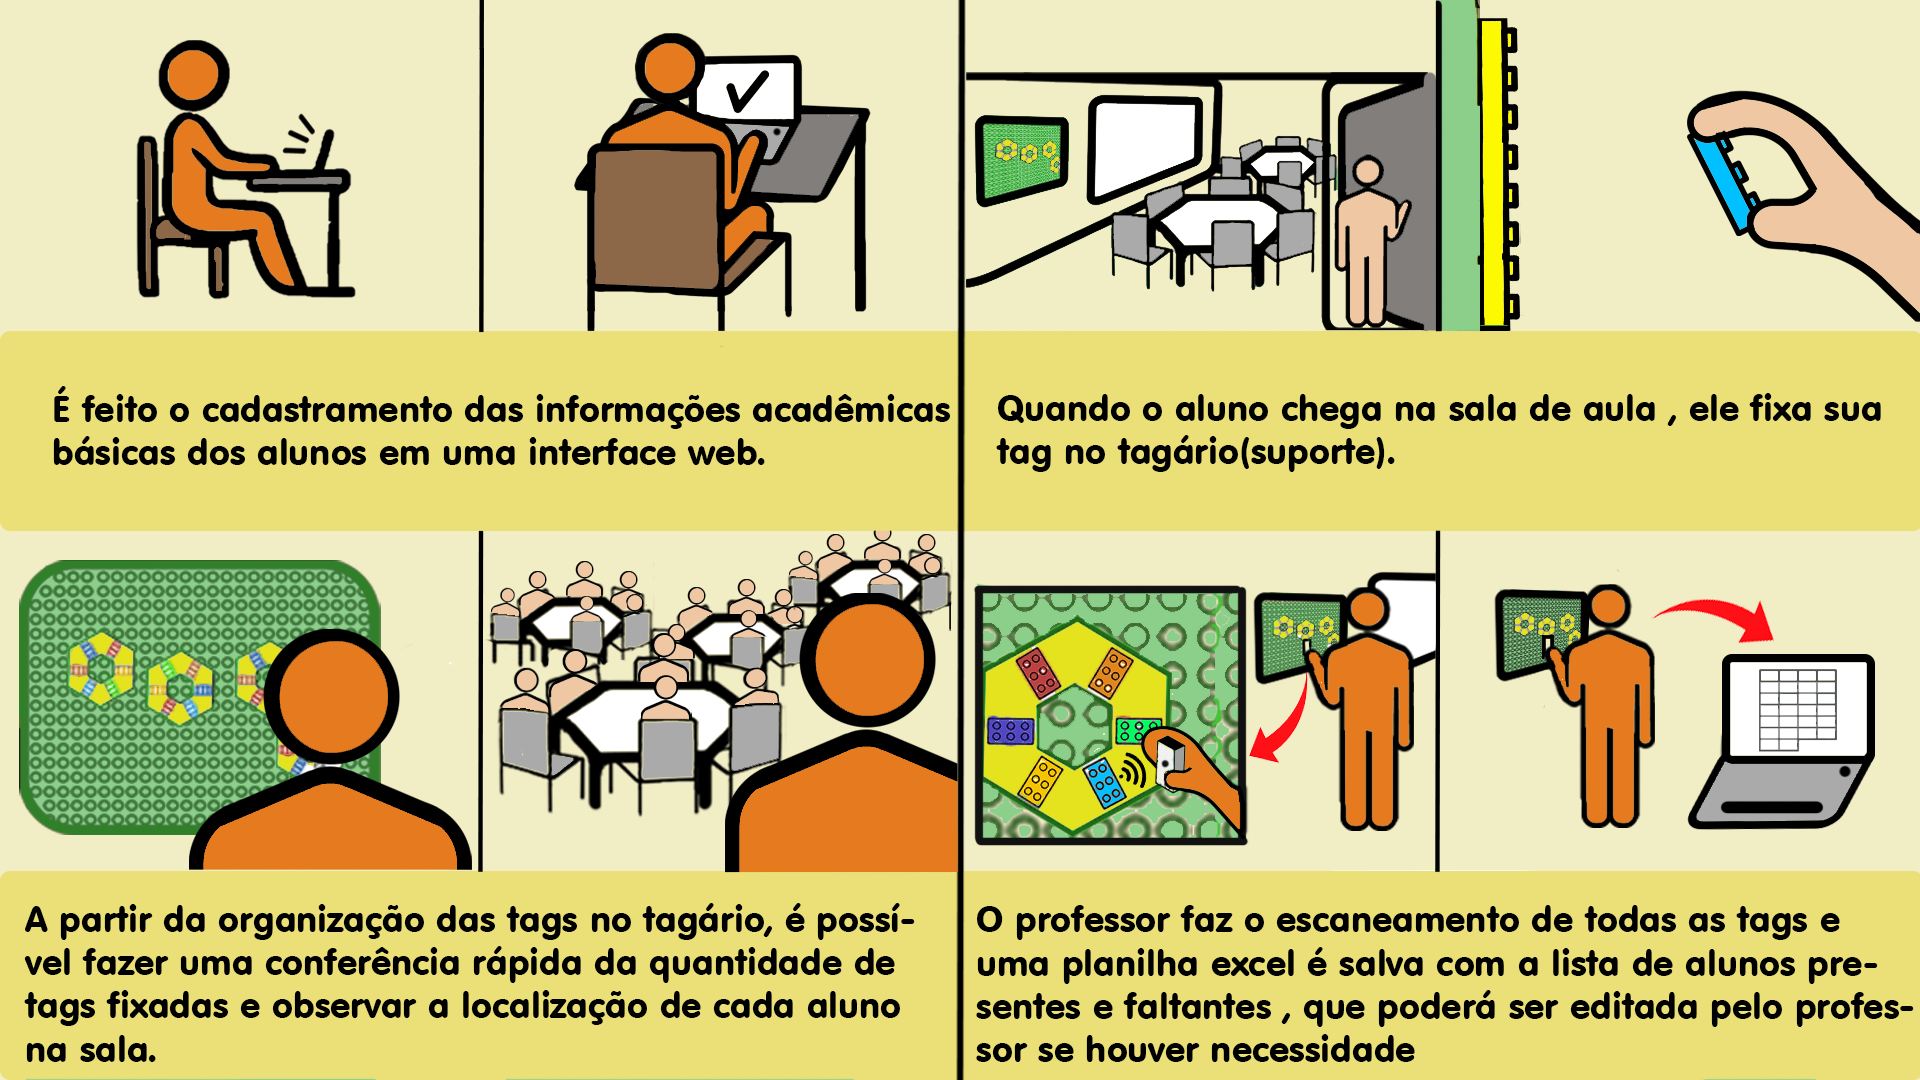 É feito o cadastramento das informações acadêmicas
básicas dos alunos em uma interface web.
Quando o aluno chega na sala de aula , ele fixa sua
tag no tagário(suporte).
A partir da organização das tags no tagário, é possí-
vel fazer uma conferência rápida da quantidade de
tags fixadas e observar a localização de cada aluno
na sala.
O professor faz o escaneamento de todas as tags e
uma planilha excel é salva com a lista de alunos pre-
sentes e faltantes , que poderá ser editada pelo profes-
sor se houver necessidade